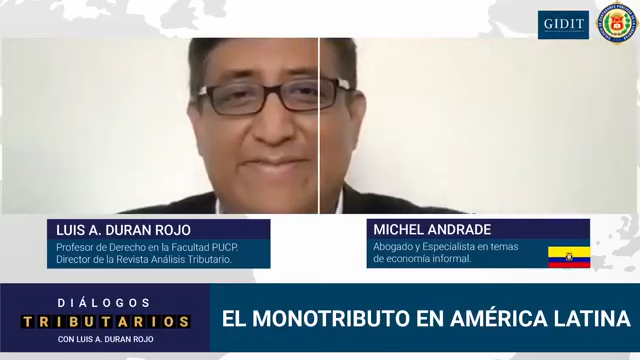 GIDIT
LUIS A. DURAN ROJO
Profesor de Derecho en la Facultad PUCP.
Director de la Revista Análisis Tributario.
MICHEL ANDRADE
Abogado y Especialista en temas
de economía informal.
DIÁLOGOS
TRIBUTARIOS
CON LUIS A. DURAN ROJO
EL MONOTRIBUTO EN AMÉRICA LATINA